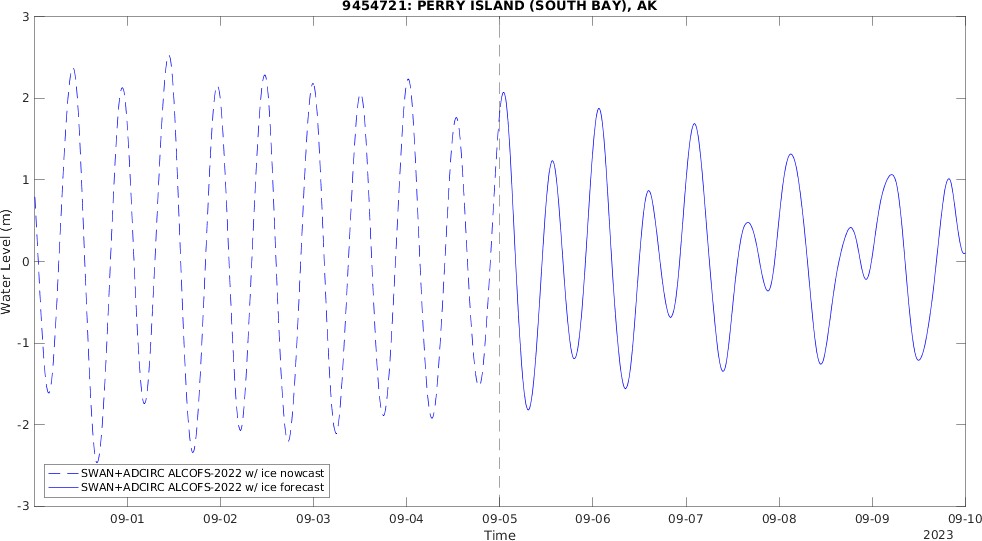 9454721: PERRY ISLAND (SOUTH BAY), AK
3
2
1
0
-1
-2
-3
Water Level (m)
SWAN+ADCIRC ALCOFS-2022 w/ ice nowcast
SWAN+ADCIRC ALCOFS-2022 w/ ice forecast
09-01 09-02 09-03 09-04 09-05 09-06 09-07 09-08 09-09 09-10
Time
2023